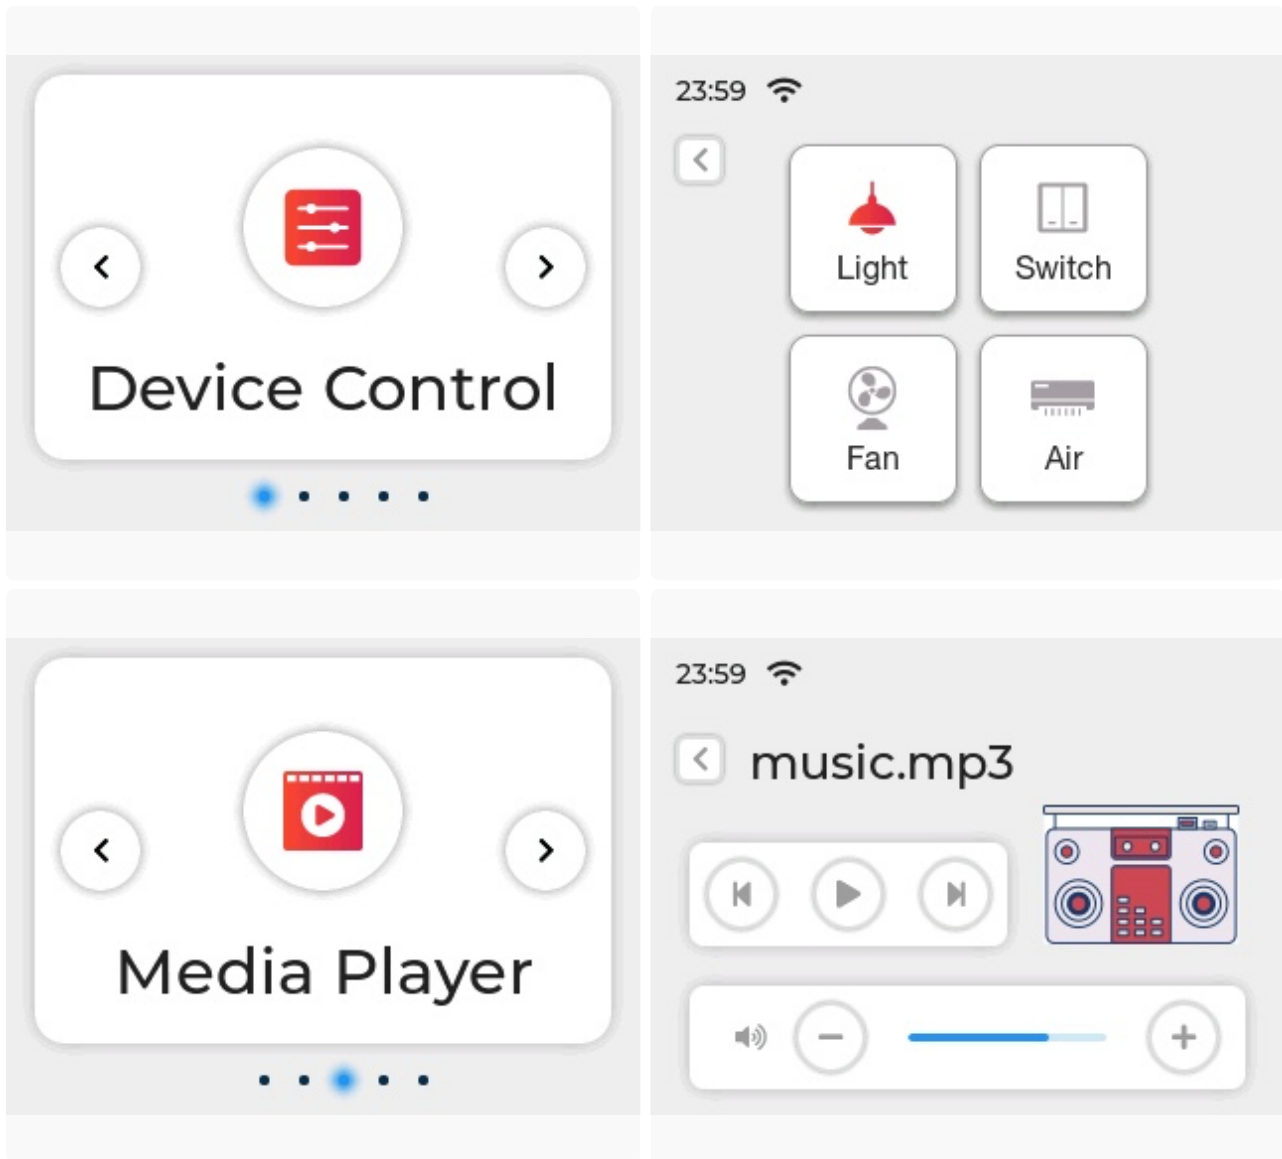 Device Control
23:59
Light
Switch
Fan
Air
Media Player
23:59
music.mp3